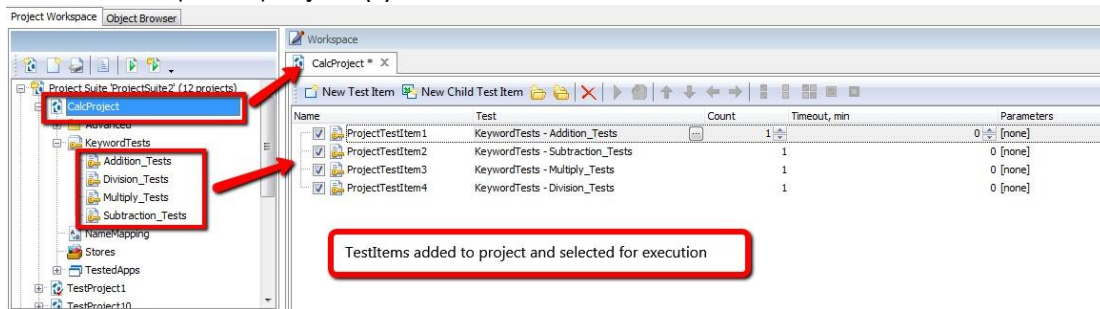 Project Workspace Object Browser
Workspace
CalcProject * X
New Test Item New Child Test Item
Project Suite 'ProjectSuite2' (12 projects)
CalcProject
Advanced
KeywordTests
Addition_Tests
Division_Tests
Multiply_Tests
Subtraction_Tests
NameMapping
Stores
TestedApps
TestProject1
TestProject10
Name Test Count Timeout, min Parameters
ProjectTestItem1 KeywordTests - Addition_Tests ... 1 0 [none]
ProjectTestItem2 KeywordTests - Subtraction_Tests 1 0 [none]
ProjectTestItem3 KeywordTests - Multiply_Tests 1 0 [none]
ProjectTestItem4 KeywordTests - Division_Tests 1 0 [none]
TestItems added to project and selected for execution